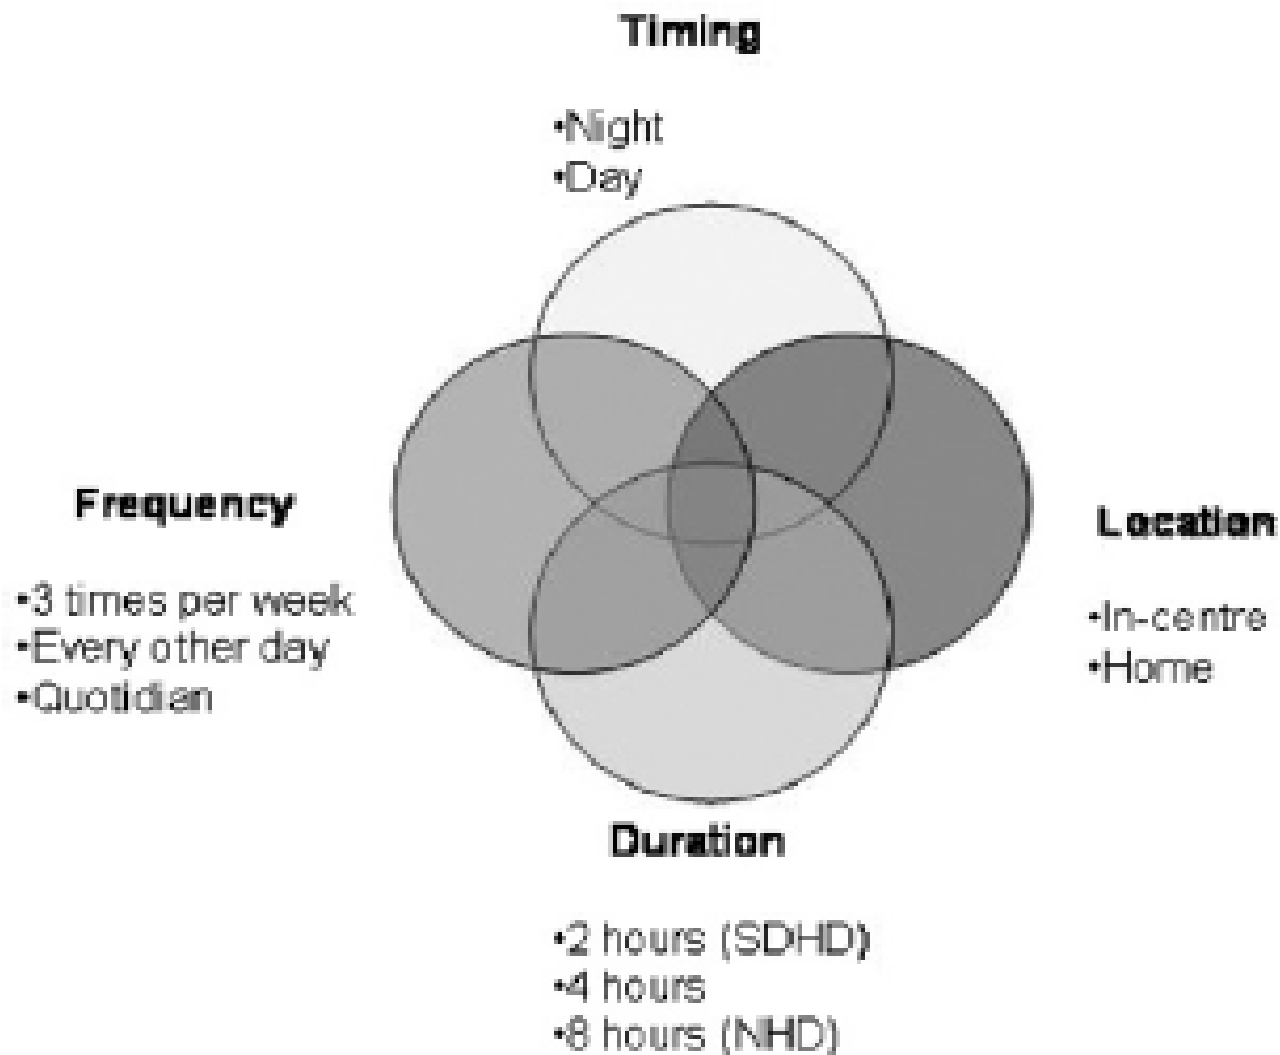 Timing
•Night
•Day
Frequency
•3 times per week
•Every other day
•Quotidian
Location
•In-centre
•Home
Duration
•2 hours (SDHD)
•4 hours
•8 hours (NHD)